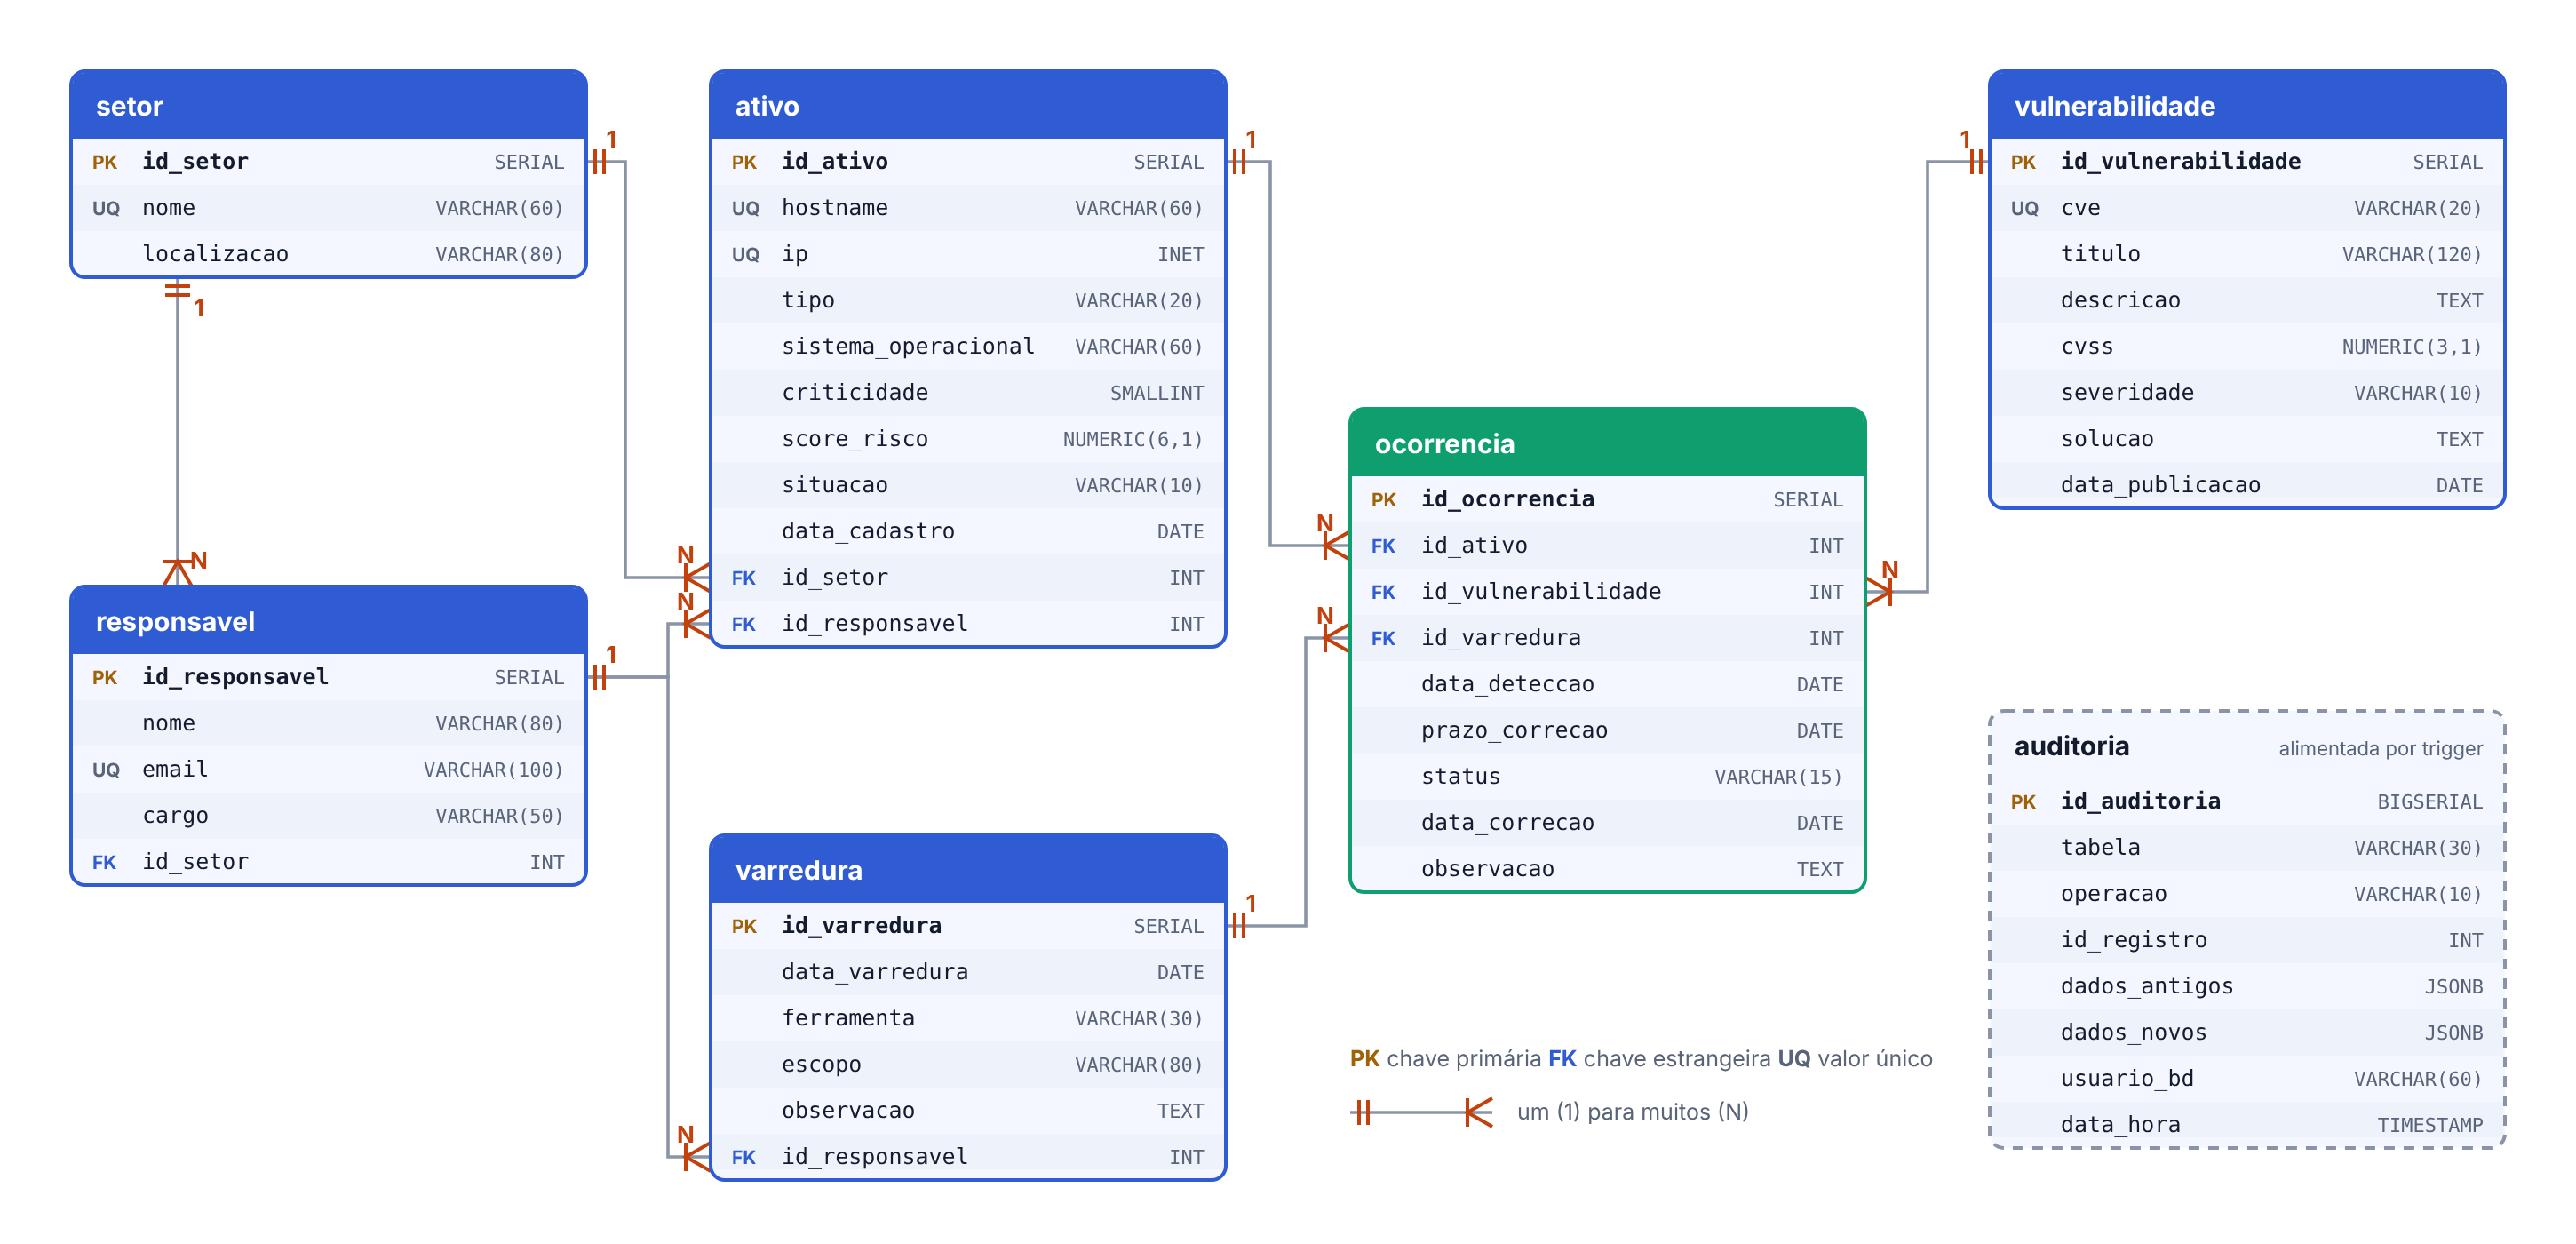 setor
1
PK id_setor SERIAL
UQ nome VARCHAR(60)
localizacao VARCHAR(80)
1
N
responsavel
1
PK id_responsavel SERIAL
nome VARCHAR(80)
UQ email VARCHAR(100)
cargo VARCHAR(50)
FK id_setor INT
ativo
1
PK id_ativo SERIAL
UQ hostname VARCHAR(60)
UQ ip INET
tipo VARCHAR(20)
sistema_operacional VARCHAR(60)
criticidade SMALLINT
score_risco NUMERIC(6,1)
situacao VARCHAR(10)
data_cadastro DATE
N
FK id_setor INT
N
FK id_responsavel INT
varredura
1
PK id_varredura SERIAL
data_varredura DATE
ferramenta VARCHAR(30)
escopo VARCHAR(80)
observacao TEXT
N
FK id_responsavel INT
ocorrencia
PK id_ocorrencia SERIAL
N
FK id_ativo INT
N
FK id_vulnerabilidade INT
N
FK id_varredura INT
data_deteccao DATE
prazo_correcao DATE
status VARCHAR(15)
data_correcao DATE
observacao TEXT
PK chave primária FK chave estrangeira UQ valor único
um (1) para muitos (N)
vulnerabilidade
1
PK id_vulnerabilidade SERIAL
UQ cve VARCHAR(20)
titulo VARCHAR(120)
descricao TEXT
cvss NUMERIC(3,1)
severidade VARCHAR(10)
solucao TEXT
data_publicacao DATE
auditoria alimentada por trigger
PK id_auditoria BIGSERIAL
tabela VARCHAR(30)
operacao VARCHAR(10)
id_registro INT
dados_antigos JSONB
dados_novos JSONB
usuario_bd VARCHAR(60)
data_hora TIMESTAMP